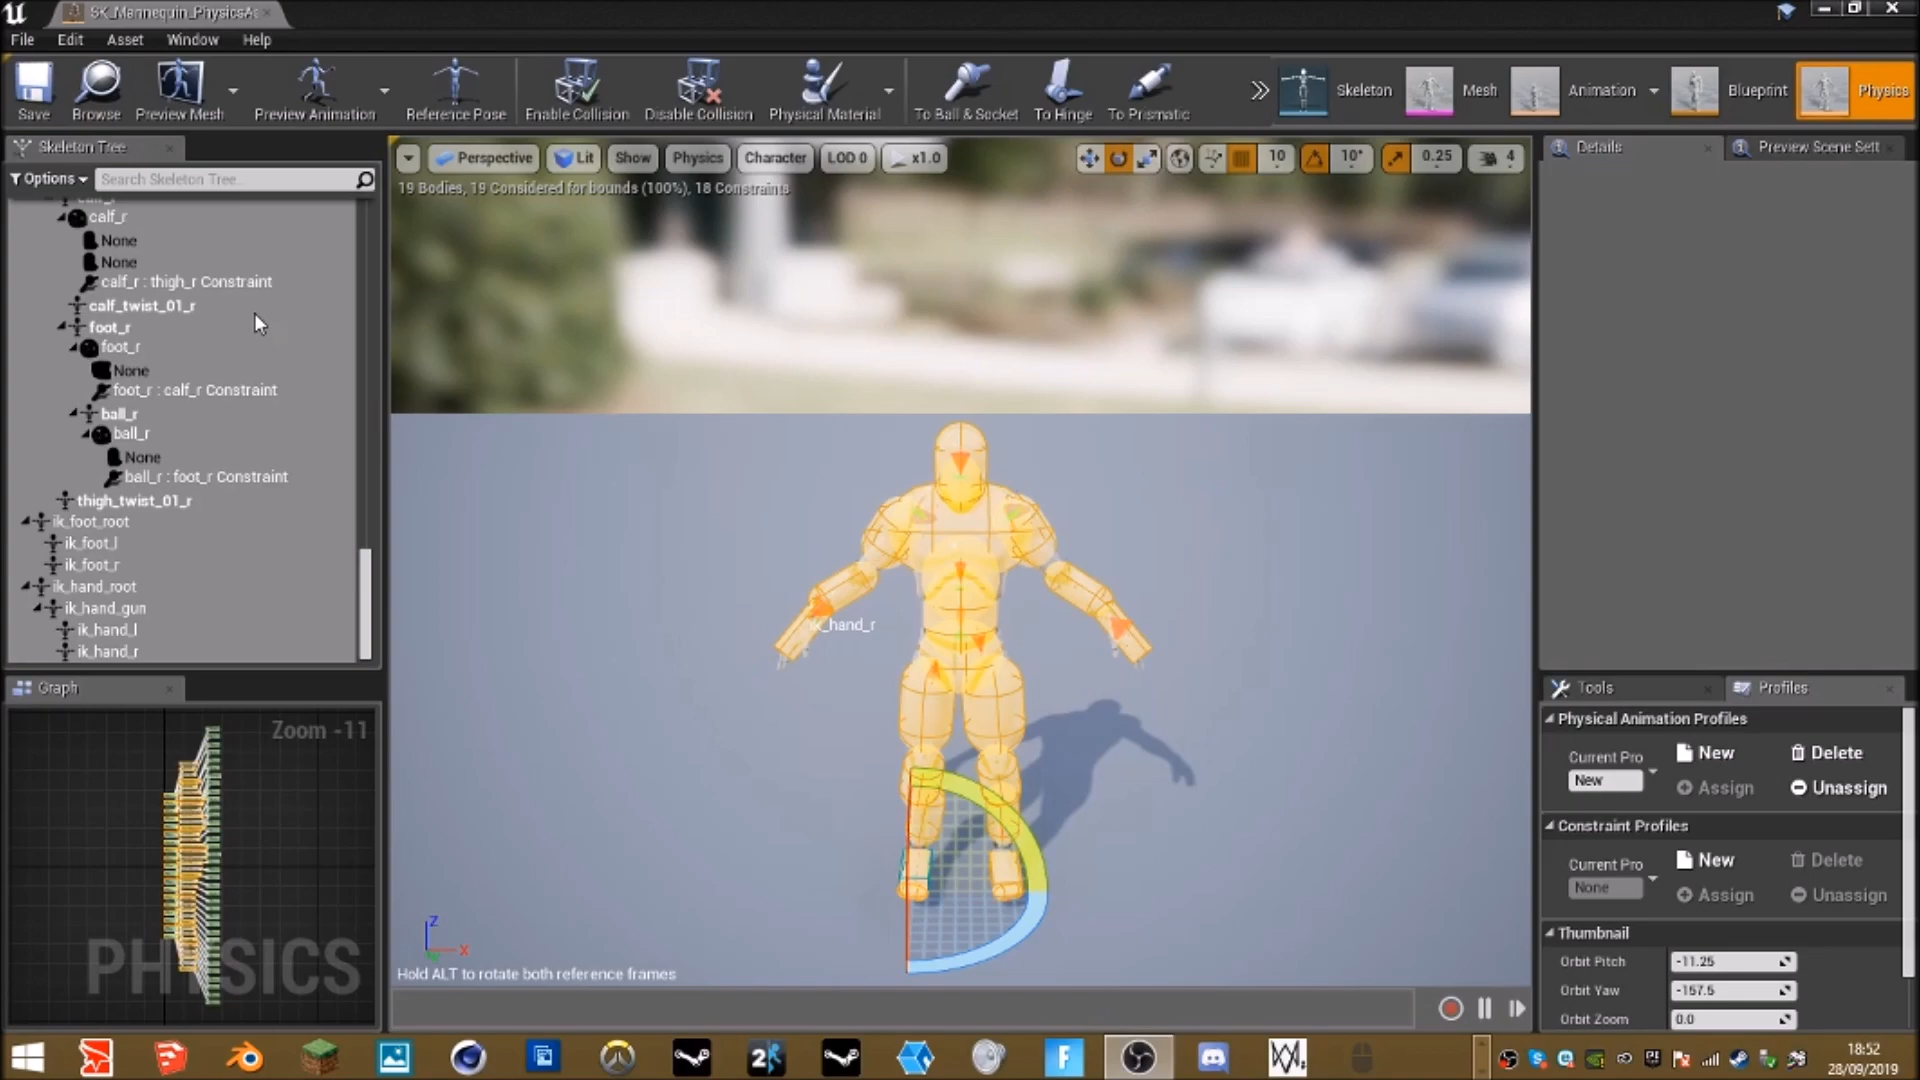 SK_Mannequin_PhysicsA
File Edit Asset Window Help
Save Browse Preview Mesh Preview Animation Reference Pose Enable Collision Disable Collision Physical Material To Ball & Socket To Hinge To Prismatic Skeleton Mesh Animation Blueprint Physics
Skeleton Tree
Options Search Skeleton Tree...
calf_r
None
None
calf_r : thigh_r Constraint
calf_twist_01_r
foot_r
foot_r
None
foot_r : calf_r Constraint
ball_r
ball_r
None
ball_r : foot_r Constraint
thigh_twist_01_r
ik_foot_root
ik_foot_l
ik_foot_r
ik_hand_root
ik_hand_gun
ik_hand_l
ik_hand_r
Graph
Zoom -11
PHYSICS
Perspective Lit Show Physics Character LOD 0 x1.0 10 10° 0.25 4
19 Bodies, 19 Considered for bounds (100%), 18 Constraints
ik_hand_r
Z
X
Hold ALT to rotate both reference frames
Details Preview Scene Sett
Tools Profiles
Physical Animation Profiles
Current Pro New Delete
New Assign Unassign
Constraint Profiles
Current Pro New Delete
None Assign Unassign
Thumbnail
Orbit Pitch -11.25
Orbit Yaw -157.5
Orbit Zoom 0.0
18:52
28/09/2019